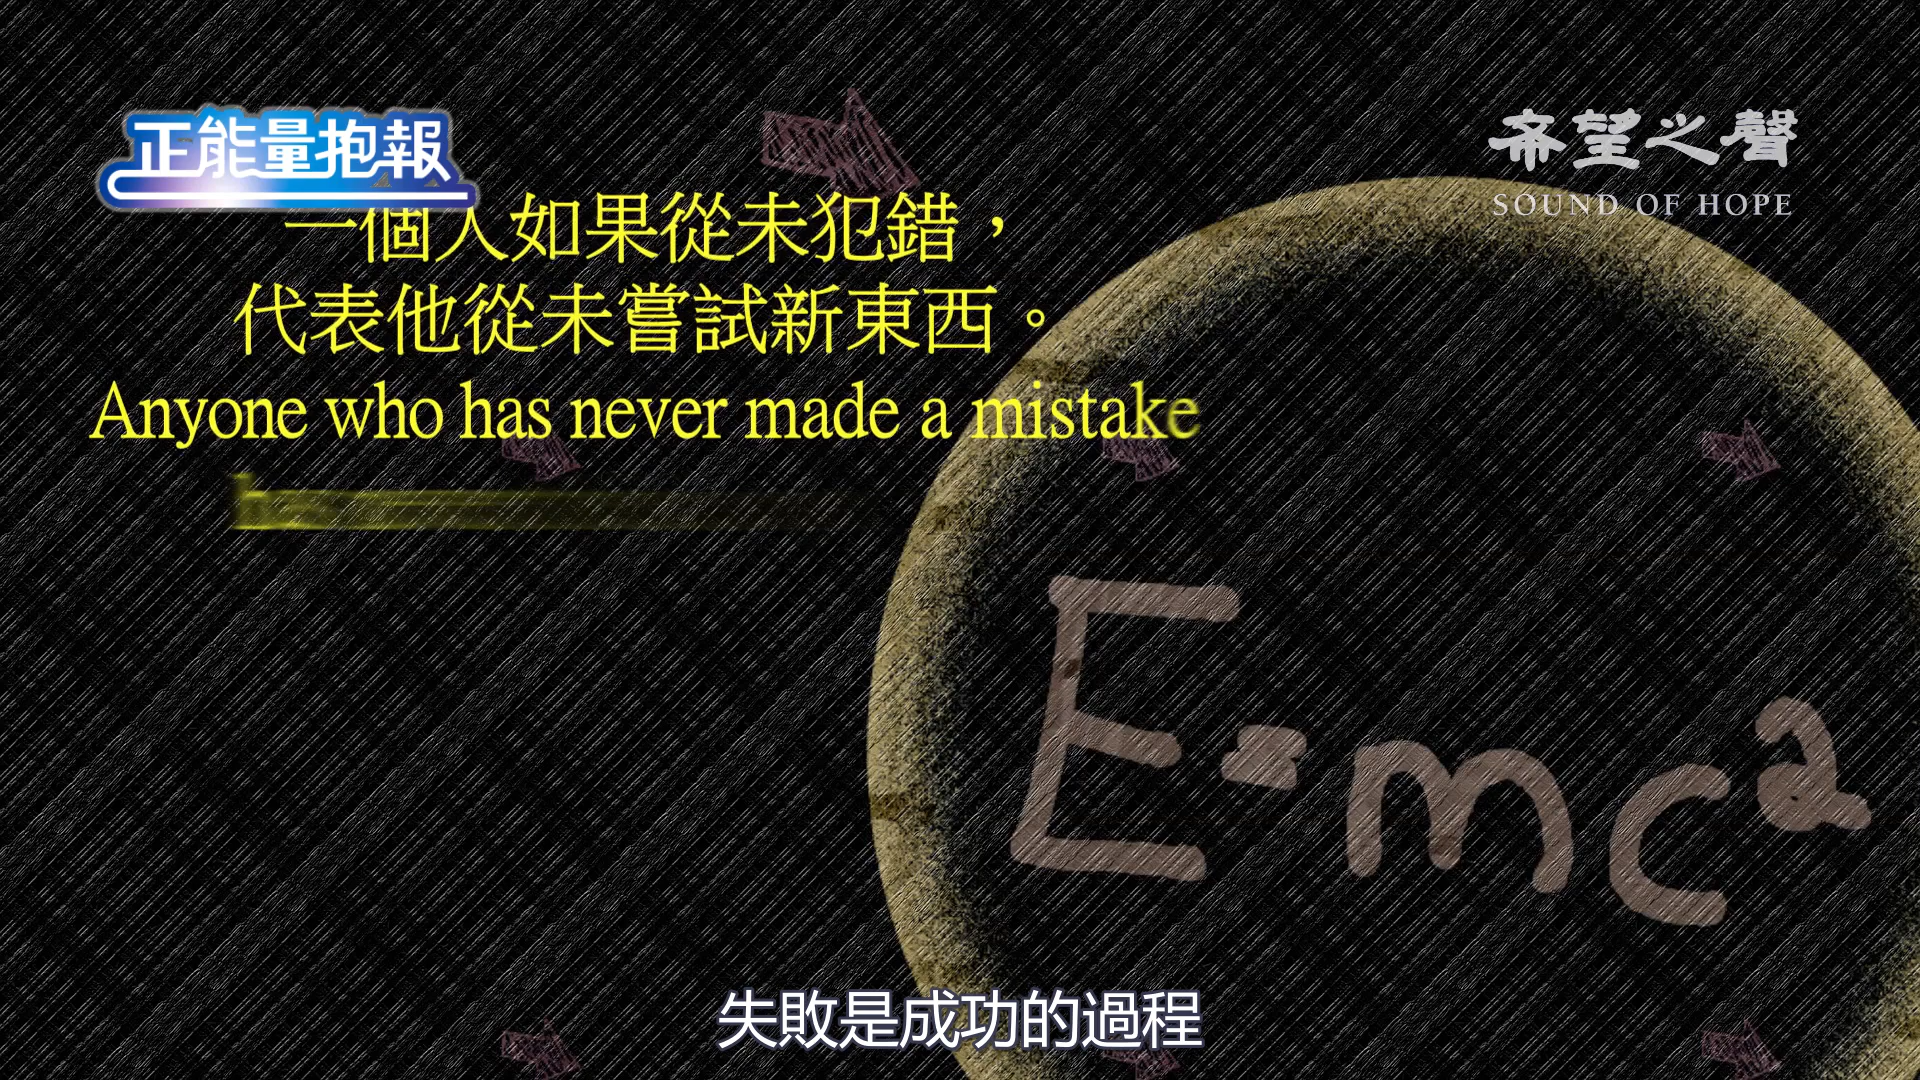 正能量抱報
希望之聲
SOUND OF HOPE
一個人如果從未犯錯，
代表他從未嘗試新東西。
Anyone who has never made a mistake
E=mc2
失敗是成功的過程